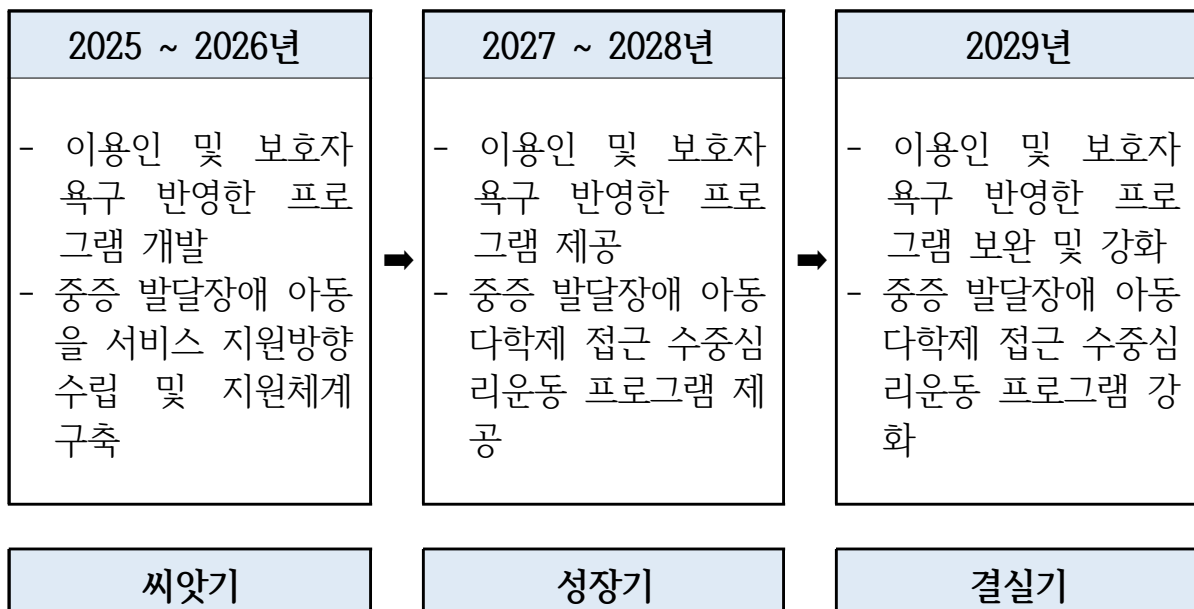 2025 ~ 2026년
- 이용인 및 보호자
욕구 반영한 프로
그램 개발
- 중증 발달장애 아동
을 서비스 지원방향
수립 및 지원체계
구축
➡
2027 ~ 2028년
- 이용인 및 보호자
욕구 반영한 프로
그램 제공
- 중증 발달장애 아동
다학제 접근 수중심
리운동 프로그램 제
공
➡
2029년
- 이용인 및 보호자
욕구 반영한 프로
그램 보완 및 강화
- 중증 발달장애 아동
다학제 접근 수중심
리운동 프로그램 강
화
씨앗기
성장기
결실기